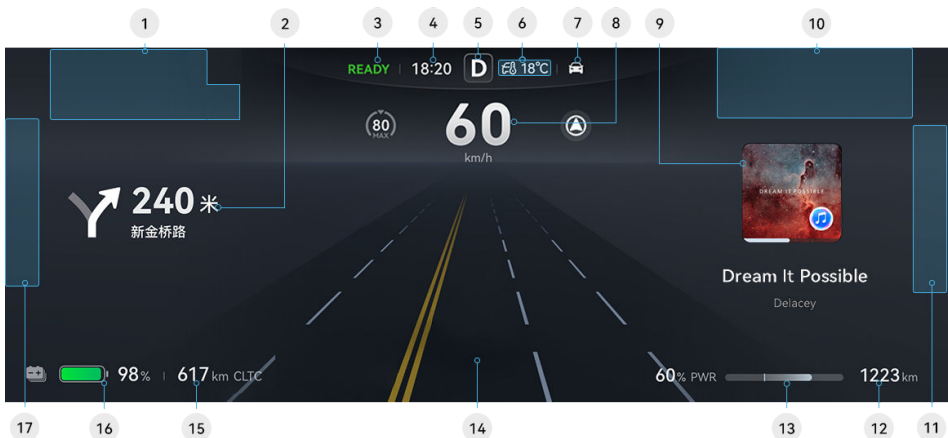 1
2
3
4
5
6
7
8
9
10
READY
18:20
D
18°C
80
MAX
60
km/h
240 米
新金桥路
DREAM IT POSSIBLE
Dream It Possible
Delacey
98%
617 km CLTC
60% PWR
1223 km
17
16
15
14
13
12
11